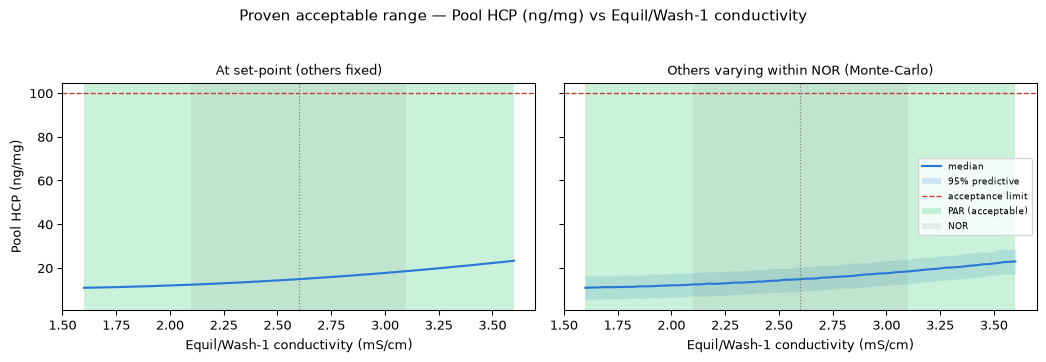 Proven acceptable range — Pool HCP (ng/mg) vs Equil/Wash-1 conductivity
At set-point (others fixed)
Others varying within NOR (Monte-Carlo)
Pool HCP (ng/mg)
100
80
60
40
20
1.50 1.75 2.00 2.25 2.50 2.75 3.00 3.25 3.50
Equil/Wash-1 conductivity (mS/cm)
median
95% predictive
acceptance limit
PAR (acceptable)
NOR
1.50 1.75 2.00 2.25 2.50 2.75 3.00 3.25 3.50
Equil/Wash-1 conductivity (mS/cm)